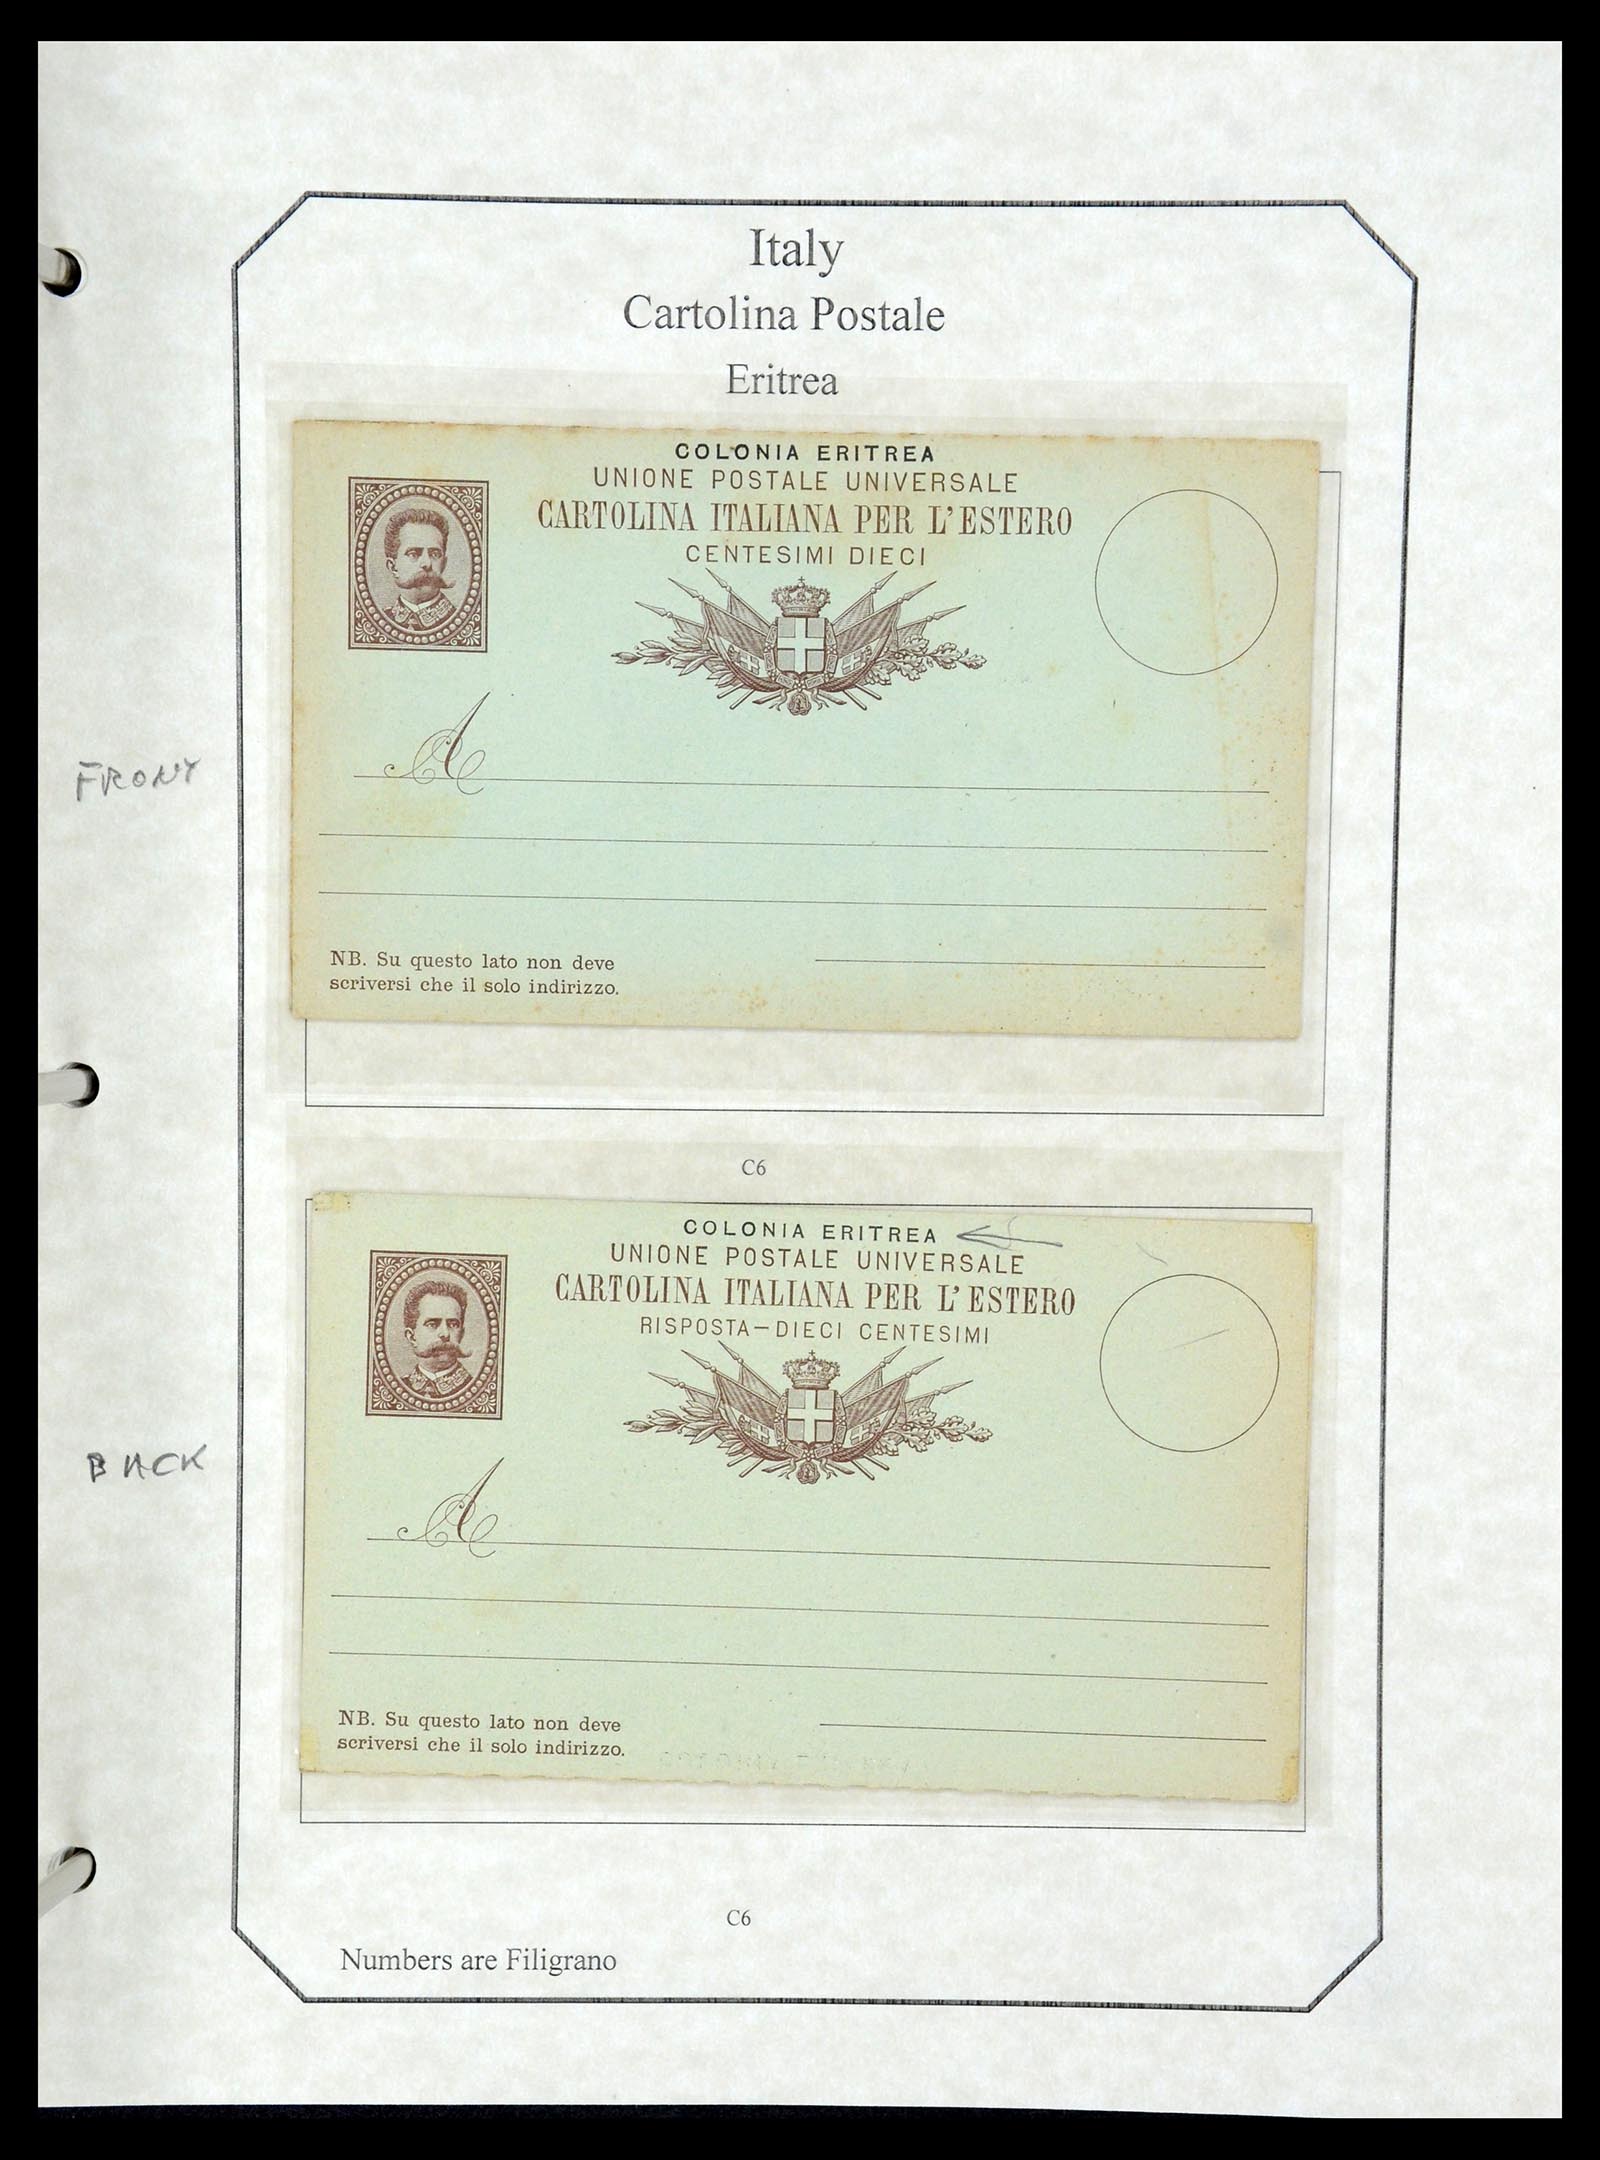 Italy
Cartolina Postale
Eritrea
COLONIA ERITREA
UNIONE POSTALE UNIVERSALE
CARTOLINA ITALIANA PER L'ESTERO
CENTESIMI DIECI
A
FRONY
NB. Su questo lato non deve
scriversi che il solo indirizzo.
C6
COLONIA ERITREA
UNIONE POSTALE UNIVERSALE
CARTOLINA ITALIANA PER L'ESTERO
RISPOSTA—DIECI CENTESIMI
BACK
A
NB. Su questo lato non deve
scriversi che il solo indirizzo.
C6
Numbers are Filigrano